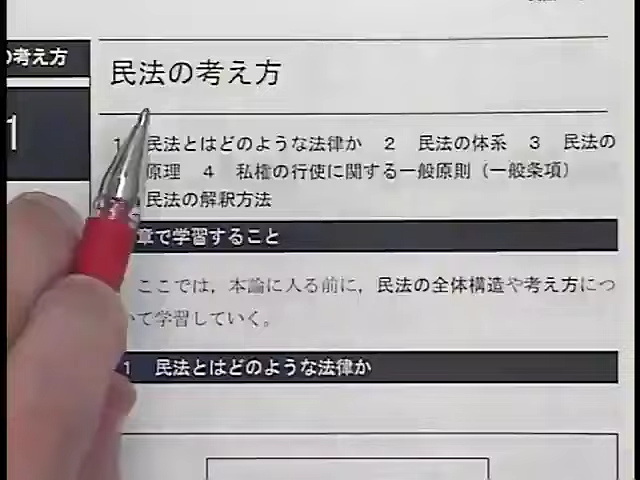 の考え方
1
民法の考え方
1 民法とはどのような法律か 2 民法の体系 3 民法の
原理 4 私権の行使に関する一般原則（一般条項）
民法の解釈方法
章で学習すること
ここでは，本論に入る前に，民法の全体構造や考え方につ
いて学習していく。
1 民法とはどのような法律か